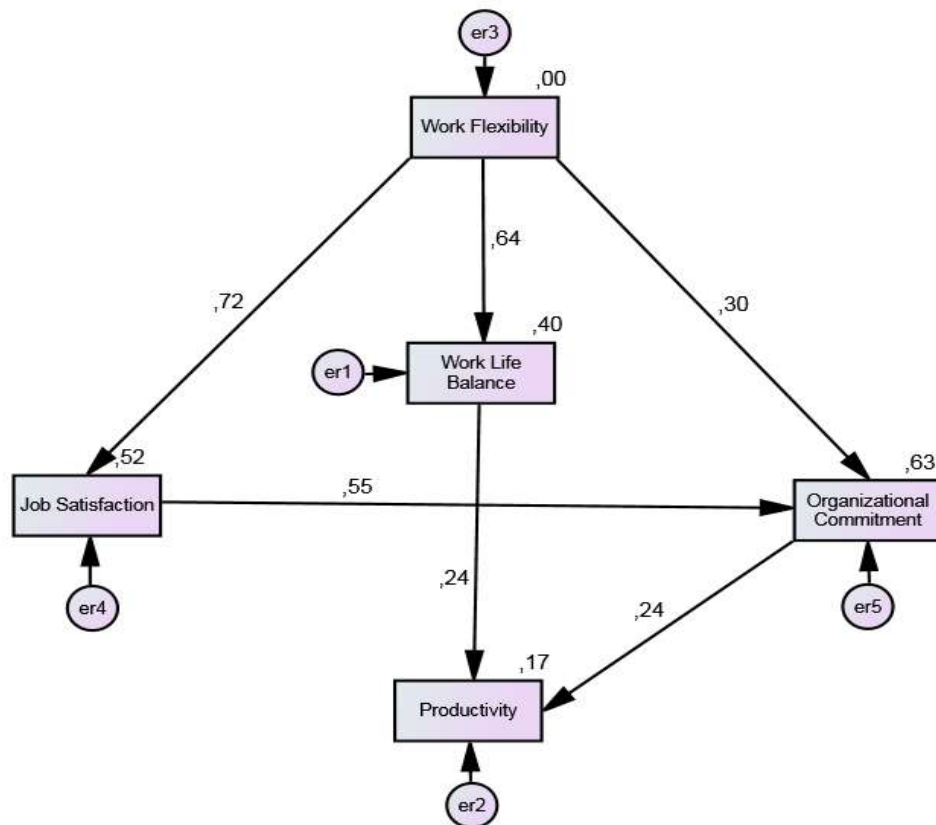 er3
,00
Work Flexibility
,64
,72
,30
,40
er1
Work Life
Balance
,52
,63
Job Satisfaction
,55
Organizational
Commitment
,24
er4
er5
,24
,17
Productivity
er2